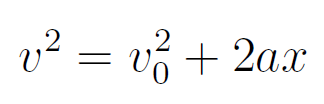 v² = v₀² + 2ax